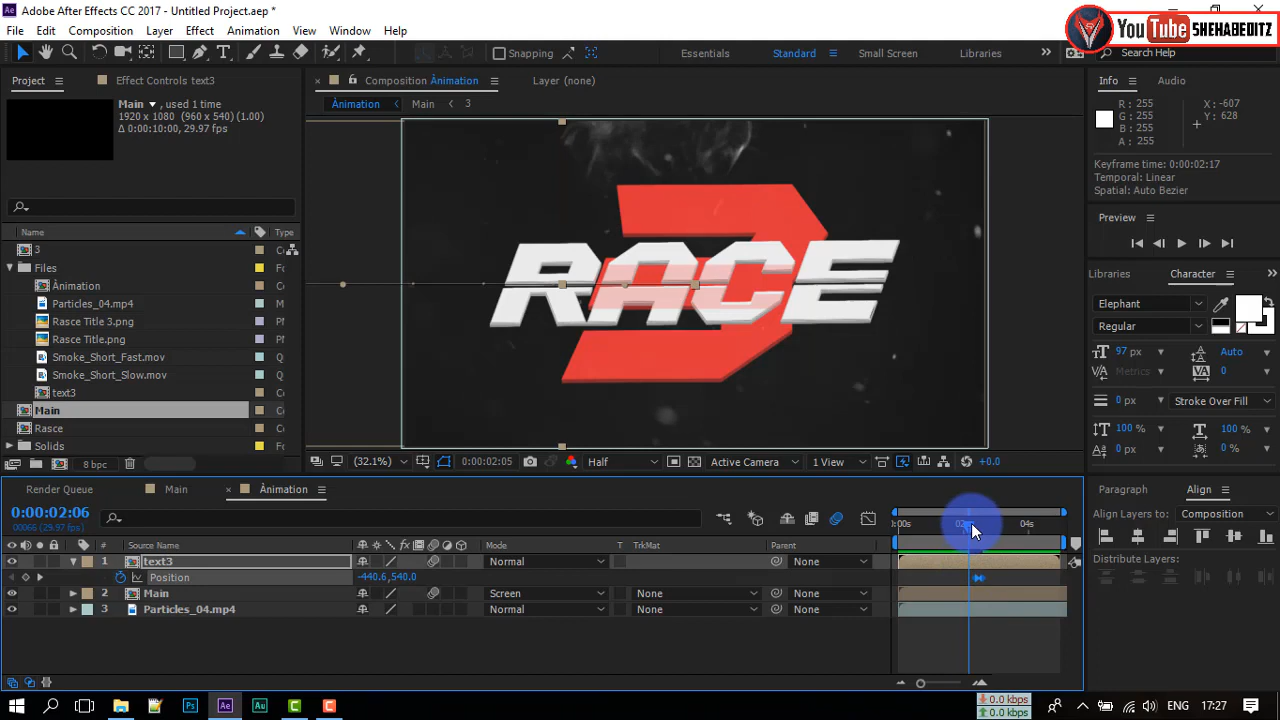 Adobe After Effects CC 2017 - Untitled Project.aep *
YouTube SHEHABEDITZ
File Edit Composition Layer Effect Animation View Window Help
Snapping Essentials Standard Small Screen Libraries Search Help
Project Effect Controls text3 Composition Ànimation Layer (none) Info Audio
Ànimation Main 3
Main , used 1 time
1920 x 1080 (960 x 540) (1.00)
Δ 0:00:10:00, 29.97 fps
R : 255
G : 255
B : 255
A : 255
X : -607
Y : 628
Keyframe time: 0:00:02:17
Temporal: Linear
Spatial: Auto Bezier
Preview
Name Type
3
Files
Ànimation
Particles_04.mp4
Rasce Title 3.png
Rasce Title.png
Smoke_Short_Fast.mov
Smoke_Short_Slow.mov
text3
Main
Rasce
Solids
8 bpc
3
RACE
(32.1%) 0:00:02:05 Half Active Camera 1 View +0.0
Libraries Character
Elephant
Regular
97 px Auto
Metrics 0
0 px Stroke Over Fill
100 % 100 %
0 px 0 %
Paragraph Align
Align Layers to: Composition
Distribute Layers:
Render Queue Main Ànimation
0:00:02:06
00066 (29.97 fps)
# Source Name Mode T TrkMat Parent
1 text3 Normal None
Position -440.6,540.0
2 Main Screen None None
3 Particles_04.mp4 Normal None None
04s
0.0 kbps
0.0 kbps
ENG 17:27